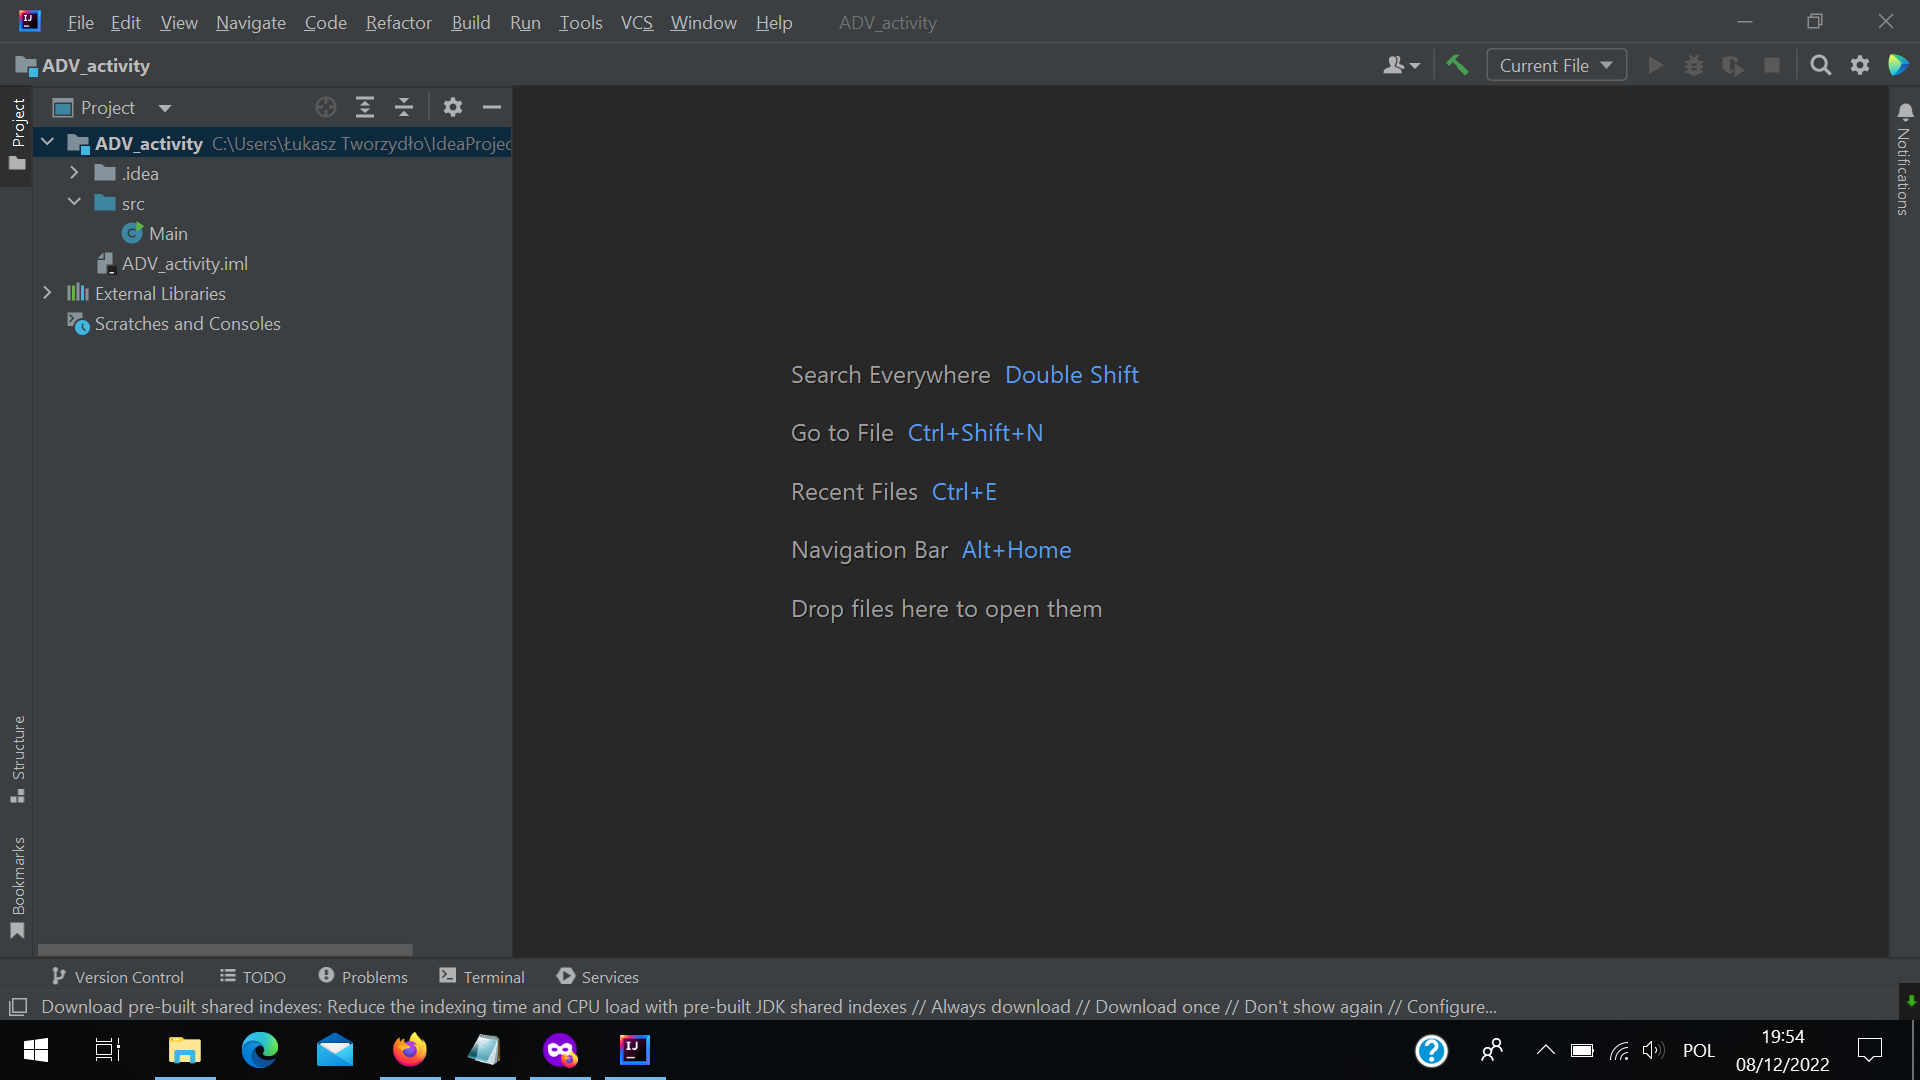 File Edit View Navigate Code Refactor Build Run Tools VCS Window Help ADV_activity
ADV_activity
Current File
Project
Project
ADV_activity C:\Users\Łukasz Tworzydło\IdeaProjec
.idea
src
Main
ADV_activity.iml
External Libraries
Scratches and Consoles
Notifications
Search Everywhere Double Shift
Go to File Ctrl+Shift+N
Recent Files Ctrl+E
Navigation Bar Alt+Home
Drop files here to open them
Structure
Bookmarks
Version Control TODO Problems Terminal Services
Download pre-built shared indexes: Reduce the indexing time and CPU load with pre-built JDK shared indexes // Always download // Download once // Don't show again // Configure...
POL
19:54
08/12/2022